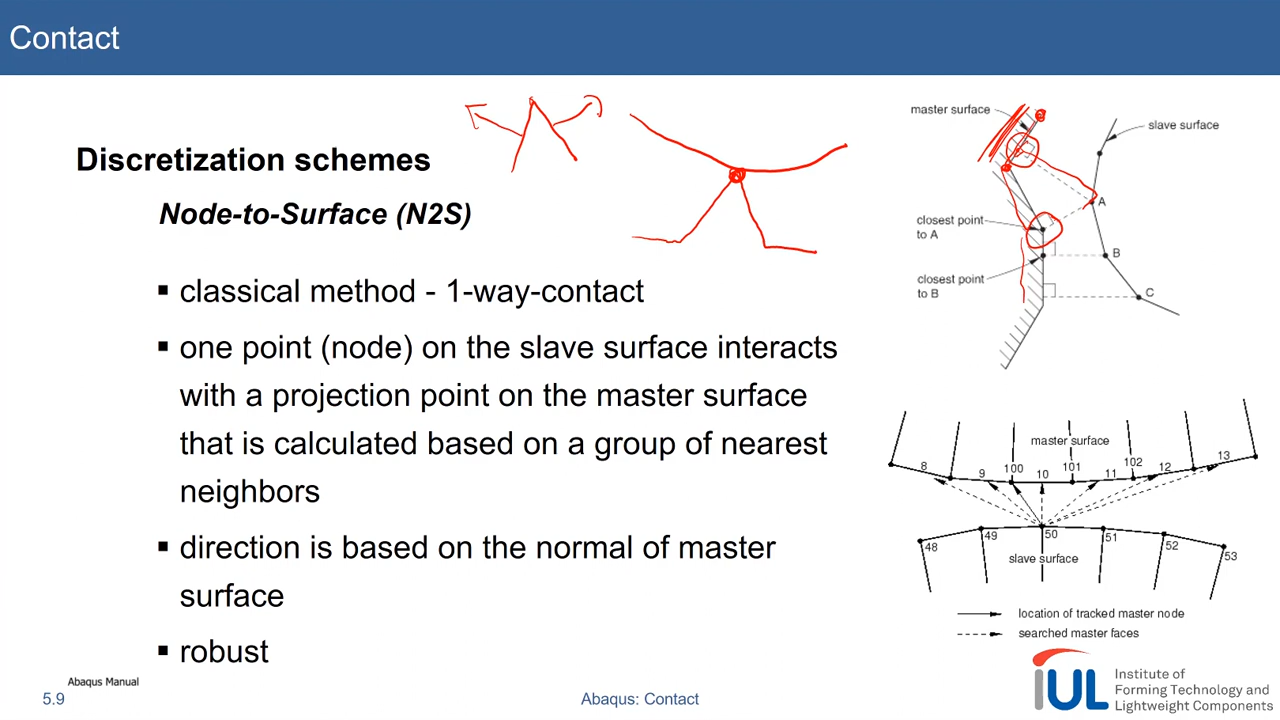 Contact
Discretization schemes
Node-to-Surface (N2S)
▪ classical method - 1-way-contact
▪ one point (node) on the slave surface interacts
with a projection point on the master surface
that is calculated based on a group of nearest
neighbors
▪ direction is based on the normal of master
surface
▪ robust
master surface
slave surface
A
closest point
to A
B
closest point
to B
C
master surface
8
9
100
10
101
11
102
12
13
48
49
50
51
52
53
slave surface
location of tracked master node
searched master faces
Abaqus Manual
5.9
Abaqus: Contact
IUL
Institute of
Forming Technology and
Lightweight Components